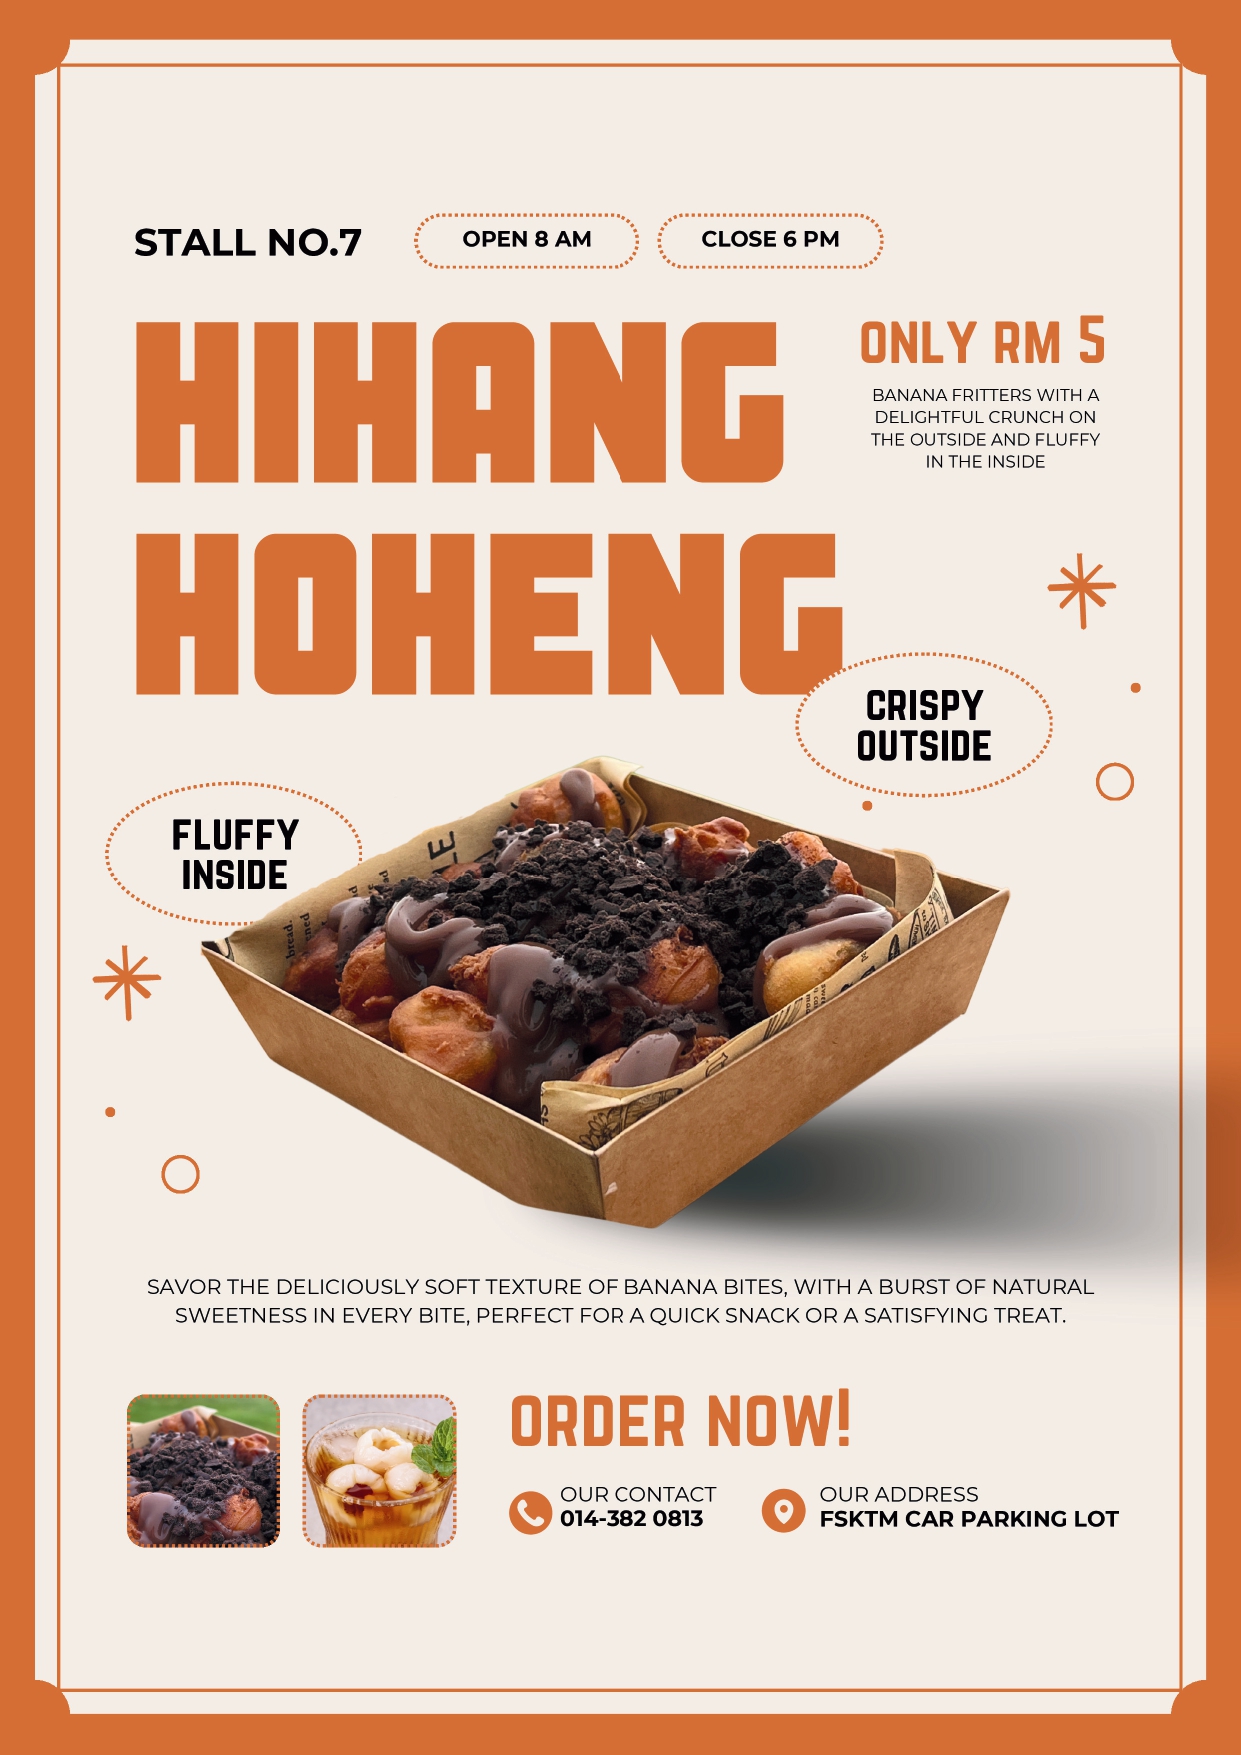 STALL NO.7
OPEN 8 AM
CLOSE 6 PM
HIHANG
HOHENG
ONLY RM 5
BANANA FRITTERS WITH A
DELIGHTFUL CRUNCH ON
THE OUTSIDE AND FLUFFY
IN THE INSIDE
CRISPY
OUTSIDE
FLUFFY
INSIDE
bread.
SAVOR THE DELICIOUSLY SOFT TEXTURE OF BANANA BITES, WITH A BURST OF NATURAL
SWEETNESS IN EVERY BITE, PERFECT FOR A QUICK SNACK OR A SATISFYING TREAT.
ORDER NOW!
OUR CONTACT
014-382 0813
OUR ADDRESS
FSKTM CAR PARKING LOT